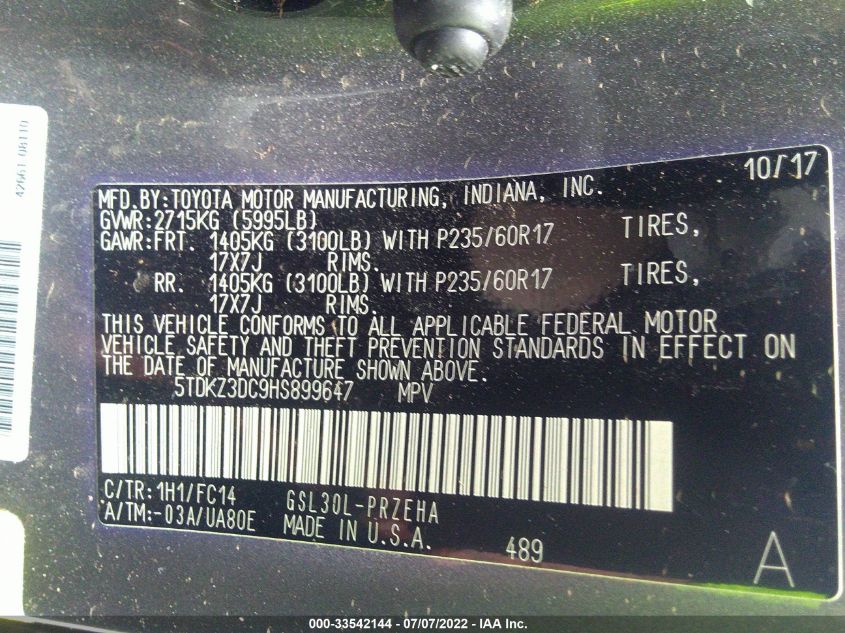 42661 08110
10/17
MFD.BY:TOYOTA MOTOR MANUFACTURING, INDIANA, INC.
GVWR:2715KG (5995LB)
GAWR:FRT. 1405KG (3100LB) WITH P235/60R17 TIRES,
17X7J RIMS.
RR. 1405KG (3100LB) WITH P235/60R17 TIRES,
17X7J RIMS.
THIS VEHICLE CONFORMS TO ALL APPLICABLE FEDERAL MOTOR
VEHICLE SAFETY AND THEFT PREVENTION STANDARDS IN EFFECT ON
THE DATE OF MANUFACTURE SHOWN ABOVE.
5TDKZ3DC9HS899647 MPV
C/TR:1H1/FC14 GSL30L-PRZEHA
A/TM:-03A/UA80E MADE IN U.S.A. 489
A
000-33542144 - 07/07/2022 - IAA Inc.